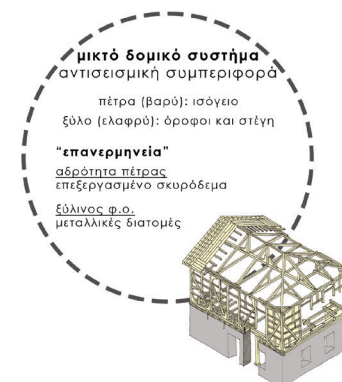 μικτό δομικό συστήμα
αντισεισμική συμπεριφορά
πέτρα (βαρύ): ισόγειο
ξύλο (ελαφρύ): όροφοι και στέγη
"επανερμηνεία"
αδρότητα πέτρας
επεξεργασμένο σκυρόδεμα
ξύλινος φ.ο.
μεταλλικές διατομές